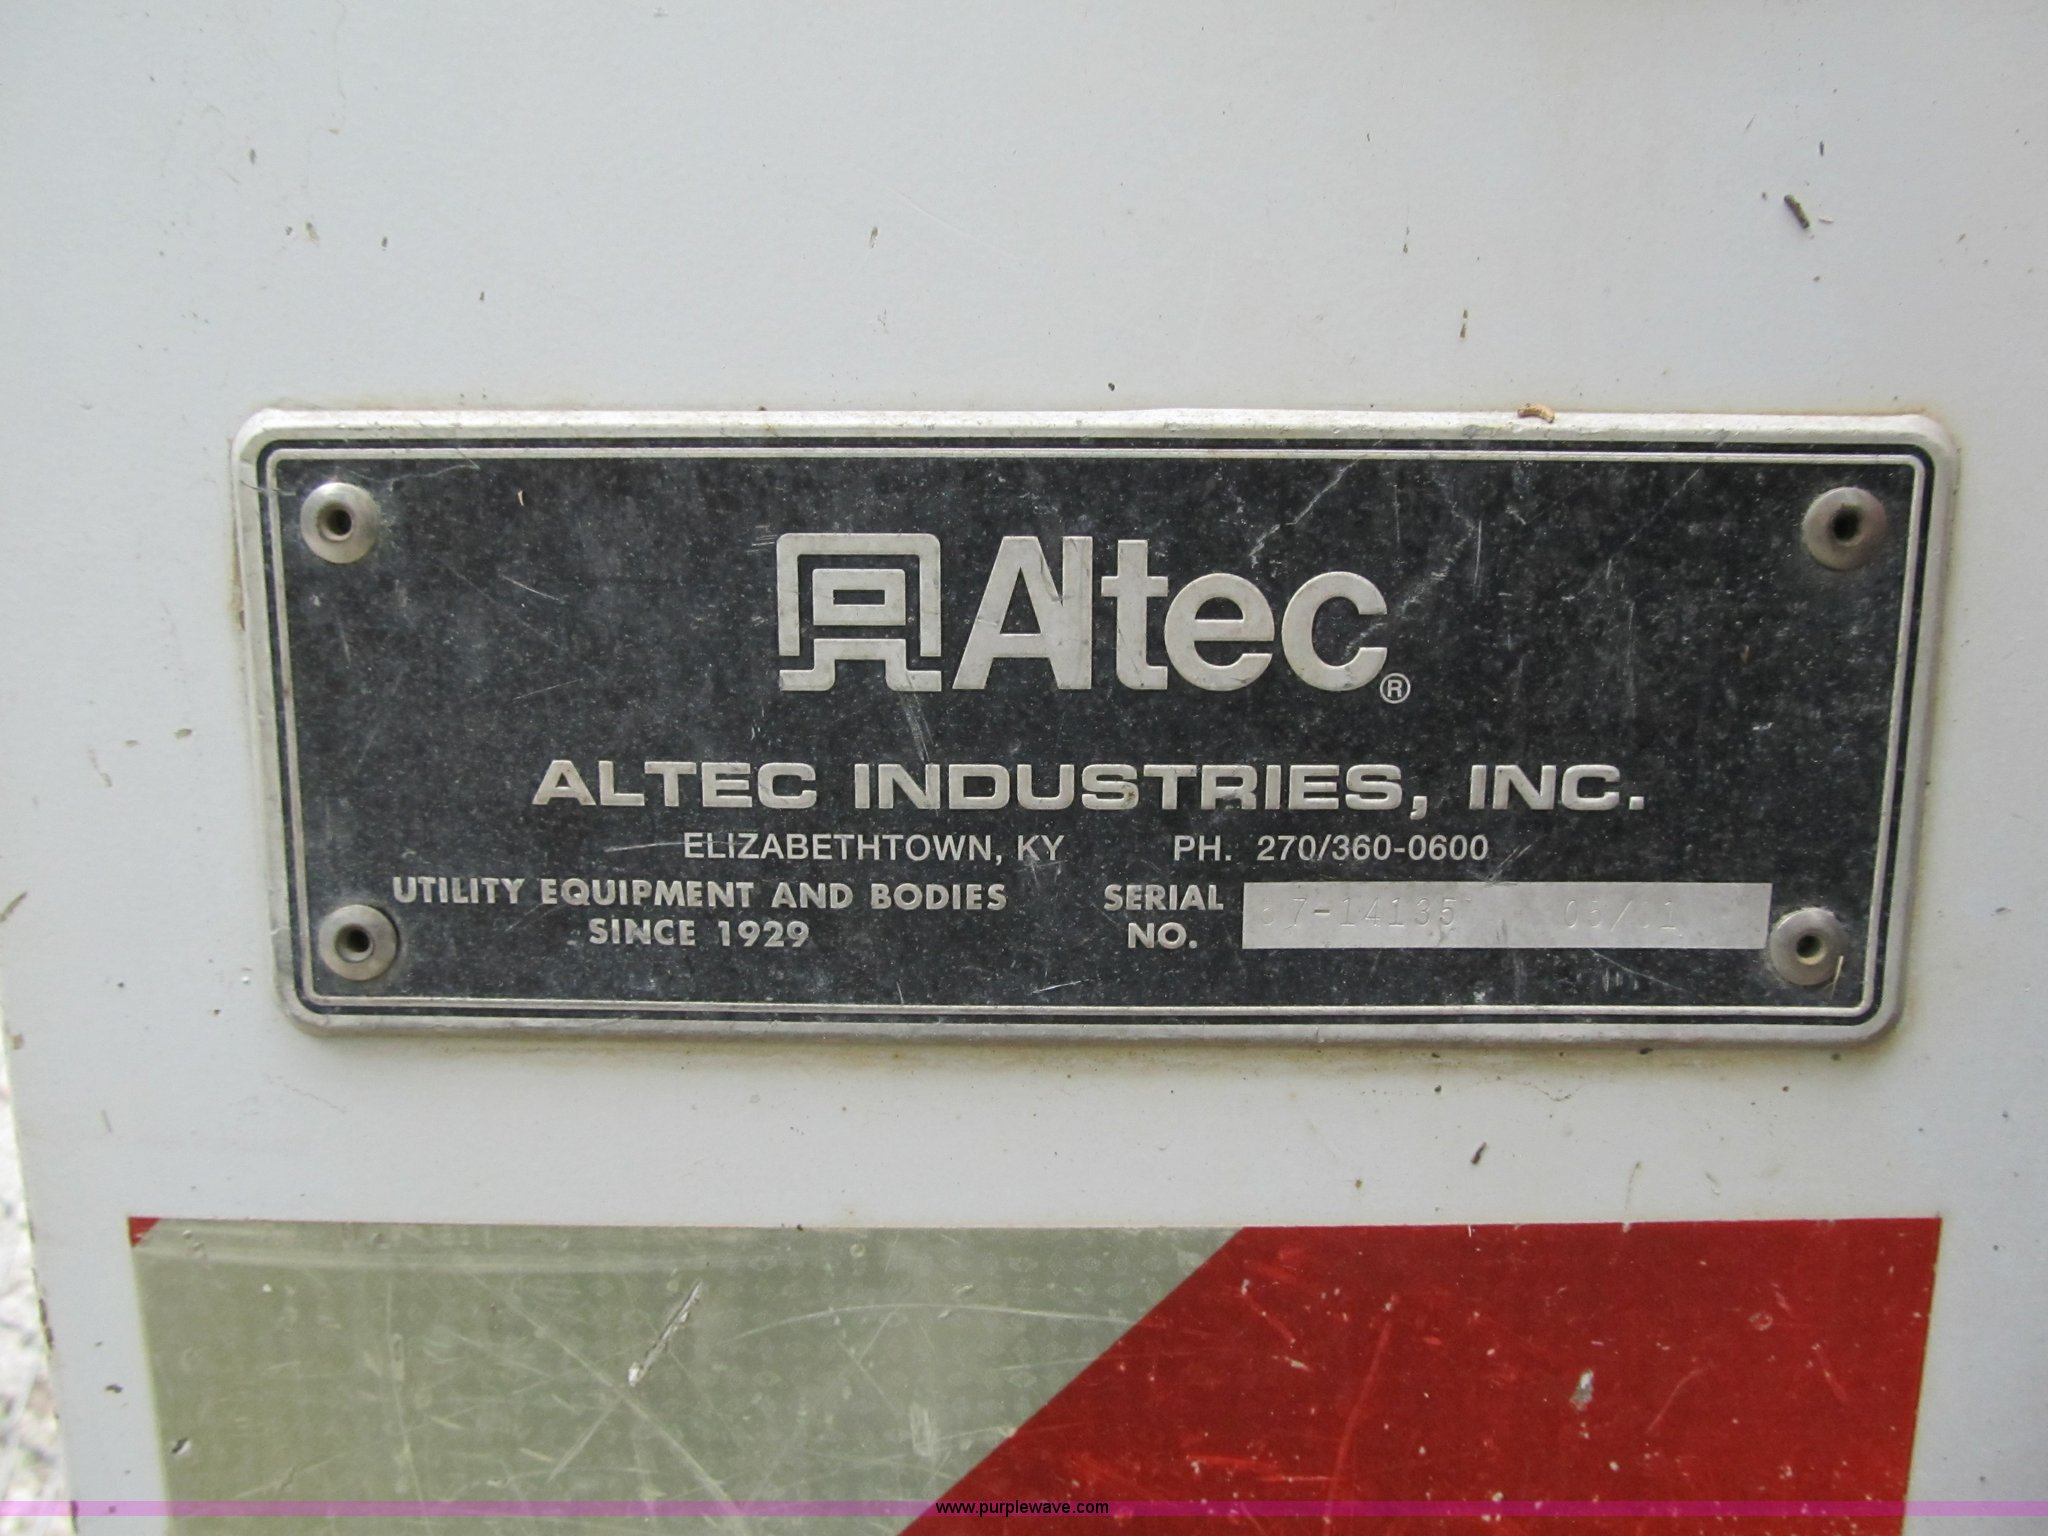 Altec®
ALTEC INDUSTRIES, INC.
ELIZABETHTOWN, KY PH. 270/360-0600
UTILITY EQUIPMENT AND BODIES
SINCE 1929
SERIAL
NO.
www.purplewave.com